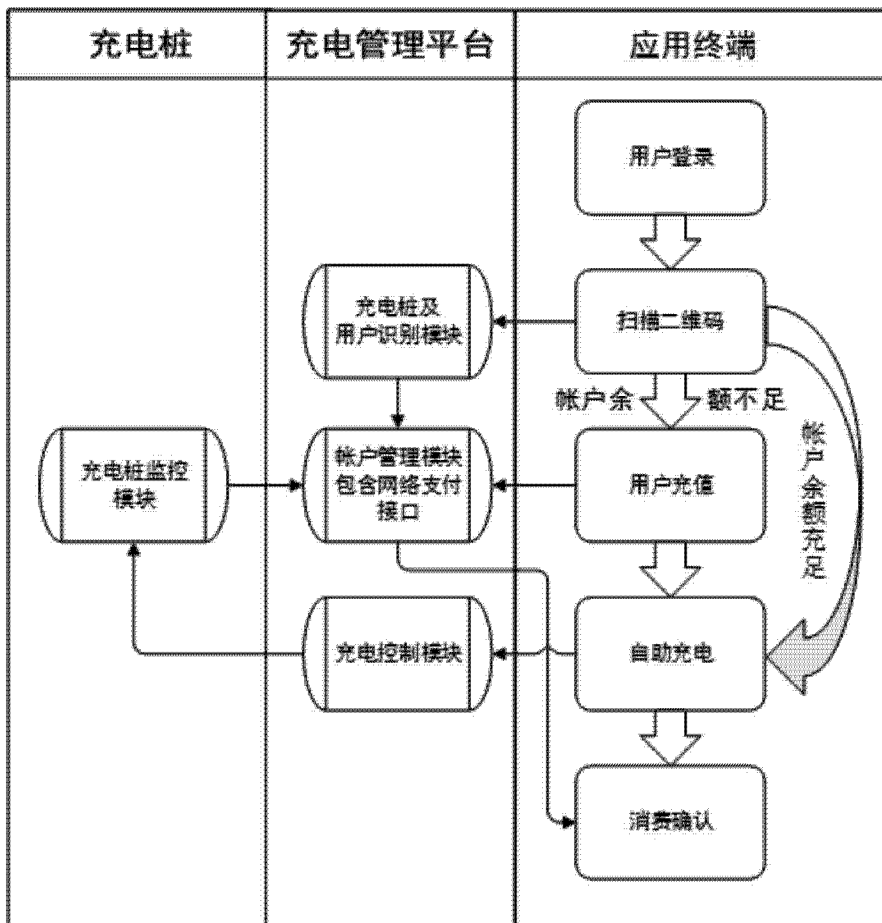 充电桩
充电管理平台
应用终端
用户登录
充电桩及
用户识别模块
扫描二维码
帐户余 额不足
帐户余额充足
充电桩监控
模块
帐户管理模块
包含网络支付
接口
用户充值
充电控制模块
自助充电
消费确认